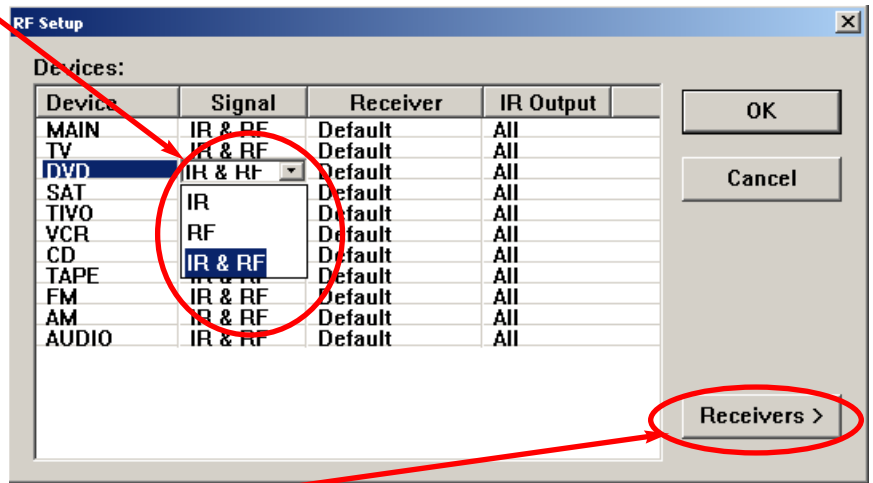 RF Setup
Devices:
Device Signal Receiver IR Output
MAIN IR & RF Default All
TV IR & RF Default All
DVD IR & RF Default All
SAT Default All
TIVO Default All
VCR Default All
CD Default All
TAPE Default All
FM IR & RF Default All
AM IR & RF Default All
AUDIO IR & RF Default All
IR
RF
IR & RF
OK
Cancel
Receivers >